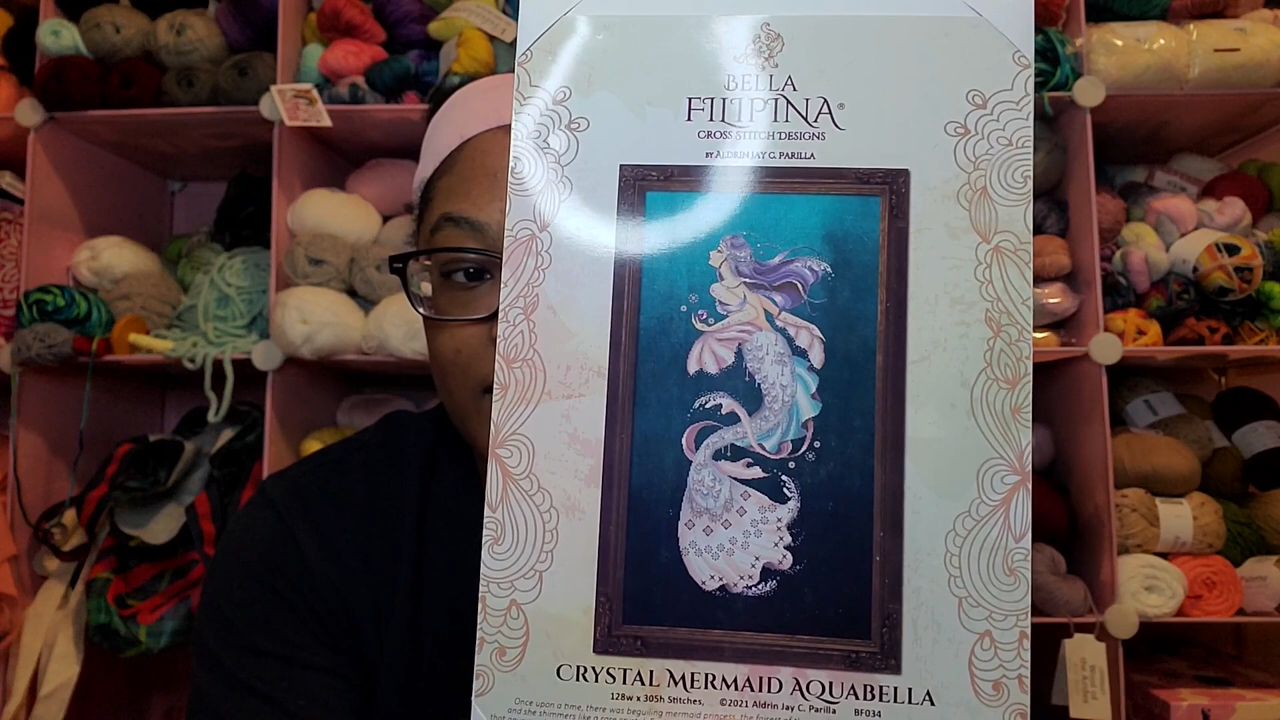 BELLA
FILIPINA®
CROSS STITCH DESIGNS
BY ALDRIN JAY C. PARILLA
CRYSTAL MERMAID AQUABELLA
128w x 305h Stitches, ©2021 Aldrin Jay C. Parilla BF034
Once upon a time, there was beguiling mermaid princess, the fairest of
and she shimmers like a rare